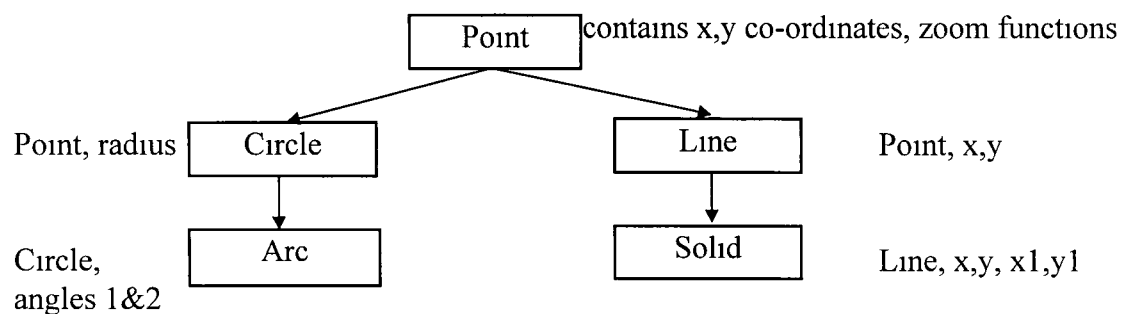 Point
contains x,y co-ordinates, zoom functions
Point, radius
Circle
Line
Point, x,y
Circle,
angles 1&2
Arc
Solid
Line, x,y, x1,y1